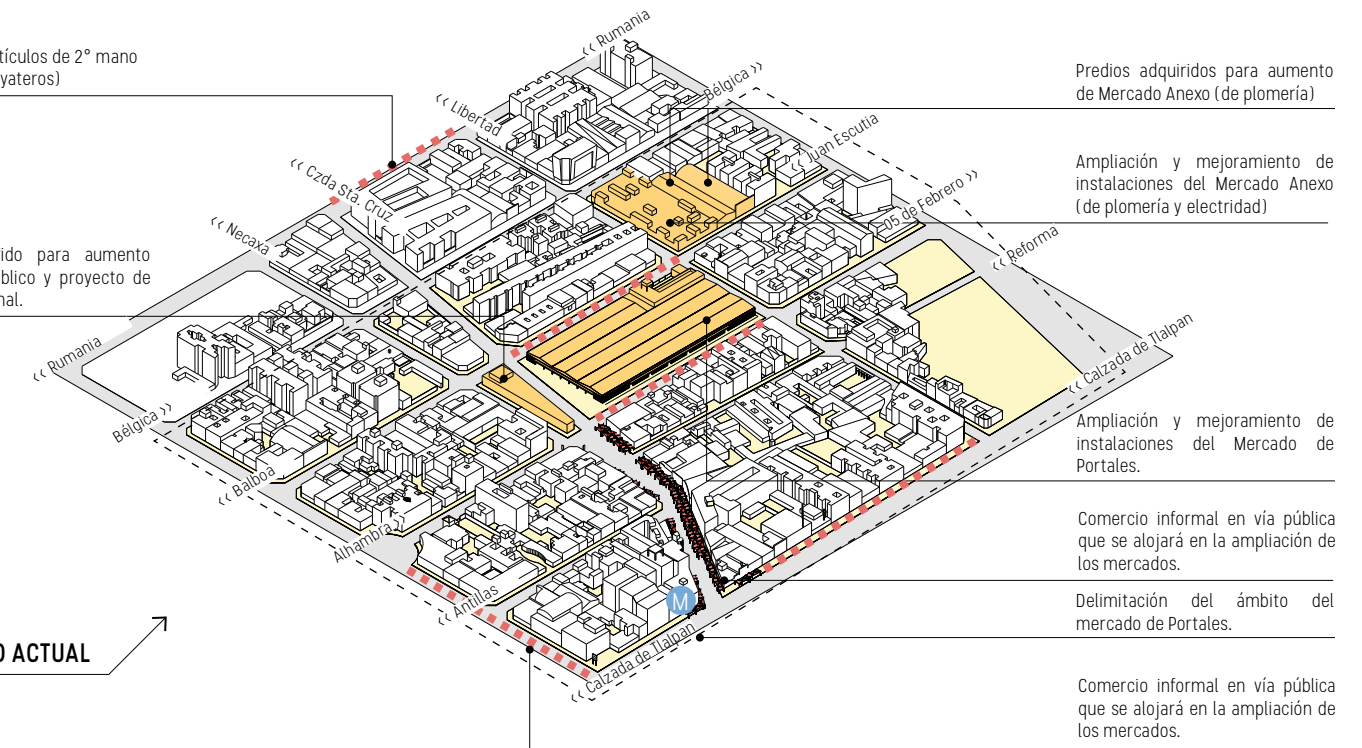 tículos de 2° mano
yateros)
ido para aumento
blico y proyecto de
nal.
O ACTUAL
<< Rumania
<< Libertad
Bélgica >>
<< Czda Sta. Cruz
<< Juan Escutia
<< Necaxa
05 de Febrero >>
<< Reforma
<< Rumania
<< Calzada de Tlalpan
Bélgica >>
<< Balboa
Alhambra >>
<< Antillas
M
<< Calzada de Tlalpan
Predios adquiridos para aumento
de Mercado Anexo (de plomería)
Ampliación y mejoramiento de
instalaciones del Mercado Anexo
(de plomería y electridad)
Ampliación y mejoramiento de
instalaciones del Mercado de
Portales.
Comercio informal en vía pública
que se alojará en la ampliación de
los mercados.
Delimitación del ámbito del
mercado de Portales.
Comercio informal en vía pública
que se alojará en la ampliación de
los mercados.